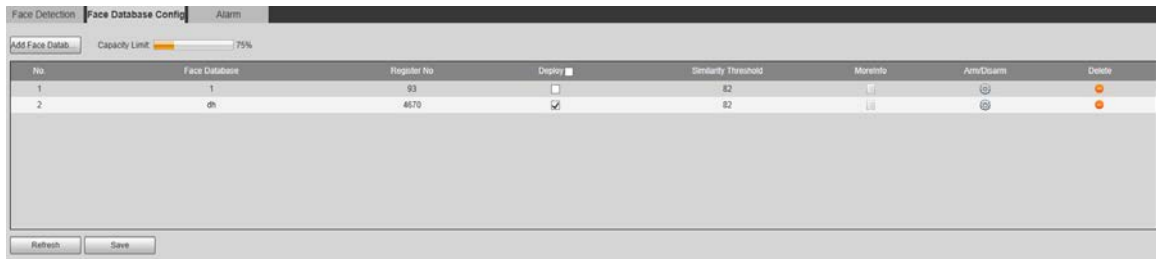 Face Detection Face Database Config Alarm
Add Face Datab... Capacity Limit: 75%
No. Face Database Register No Deploy Similarity Threshold MoreInfo Arm/Disarm Delete
1 1 93 82
2 dh 4670 82
Refresh Save